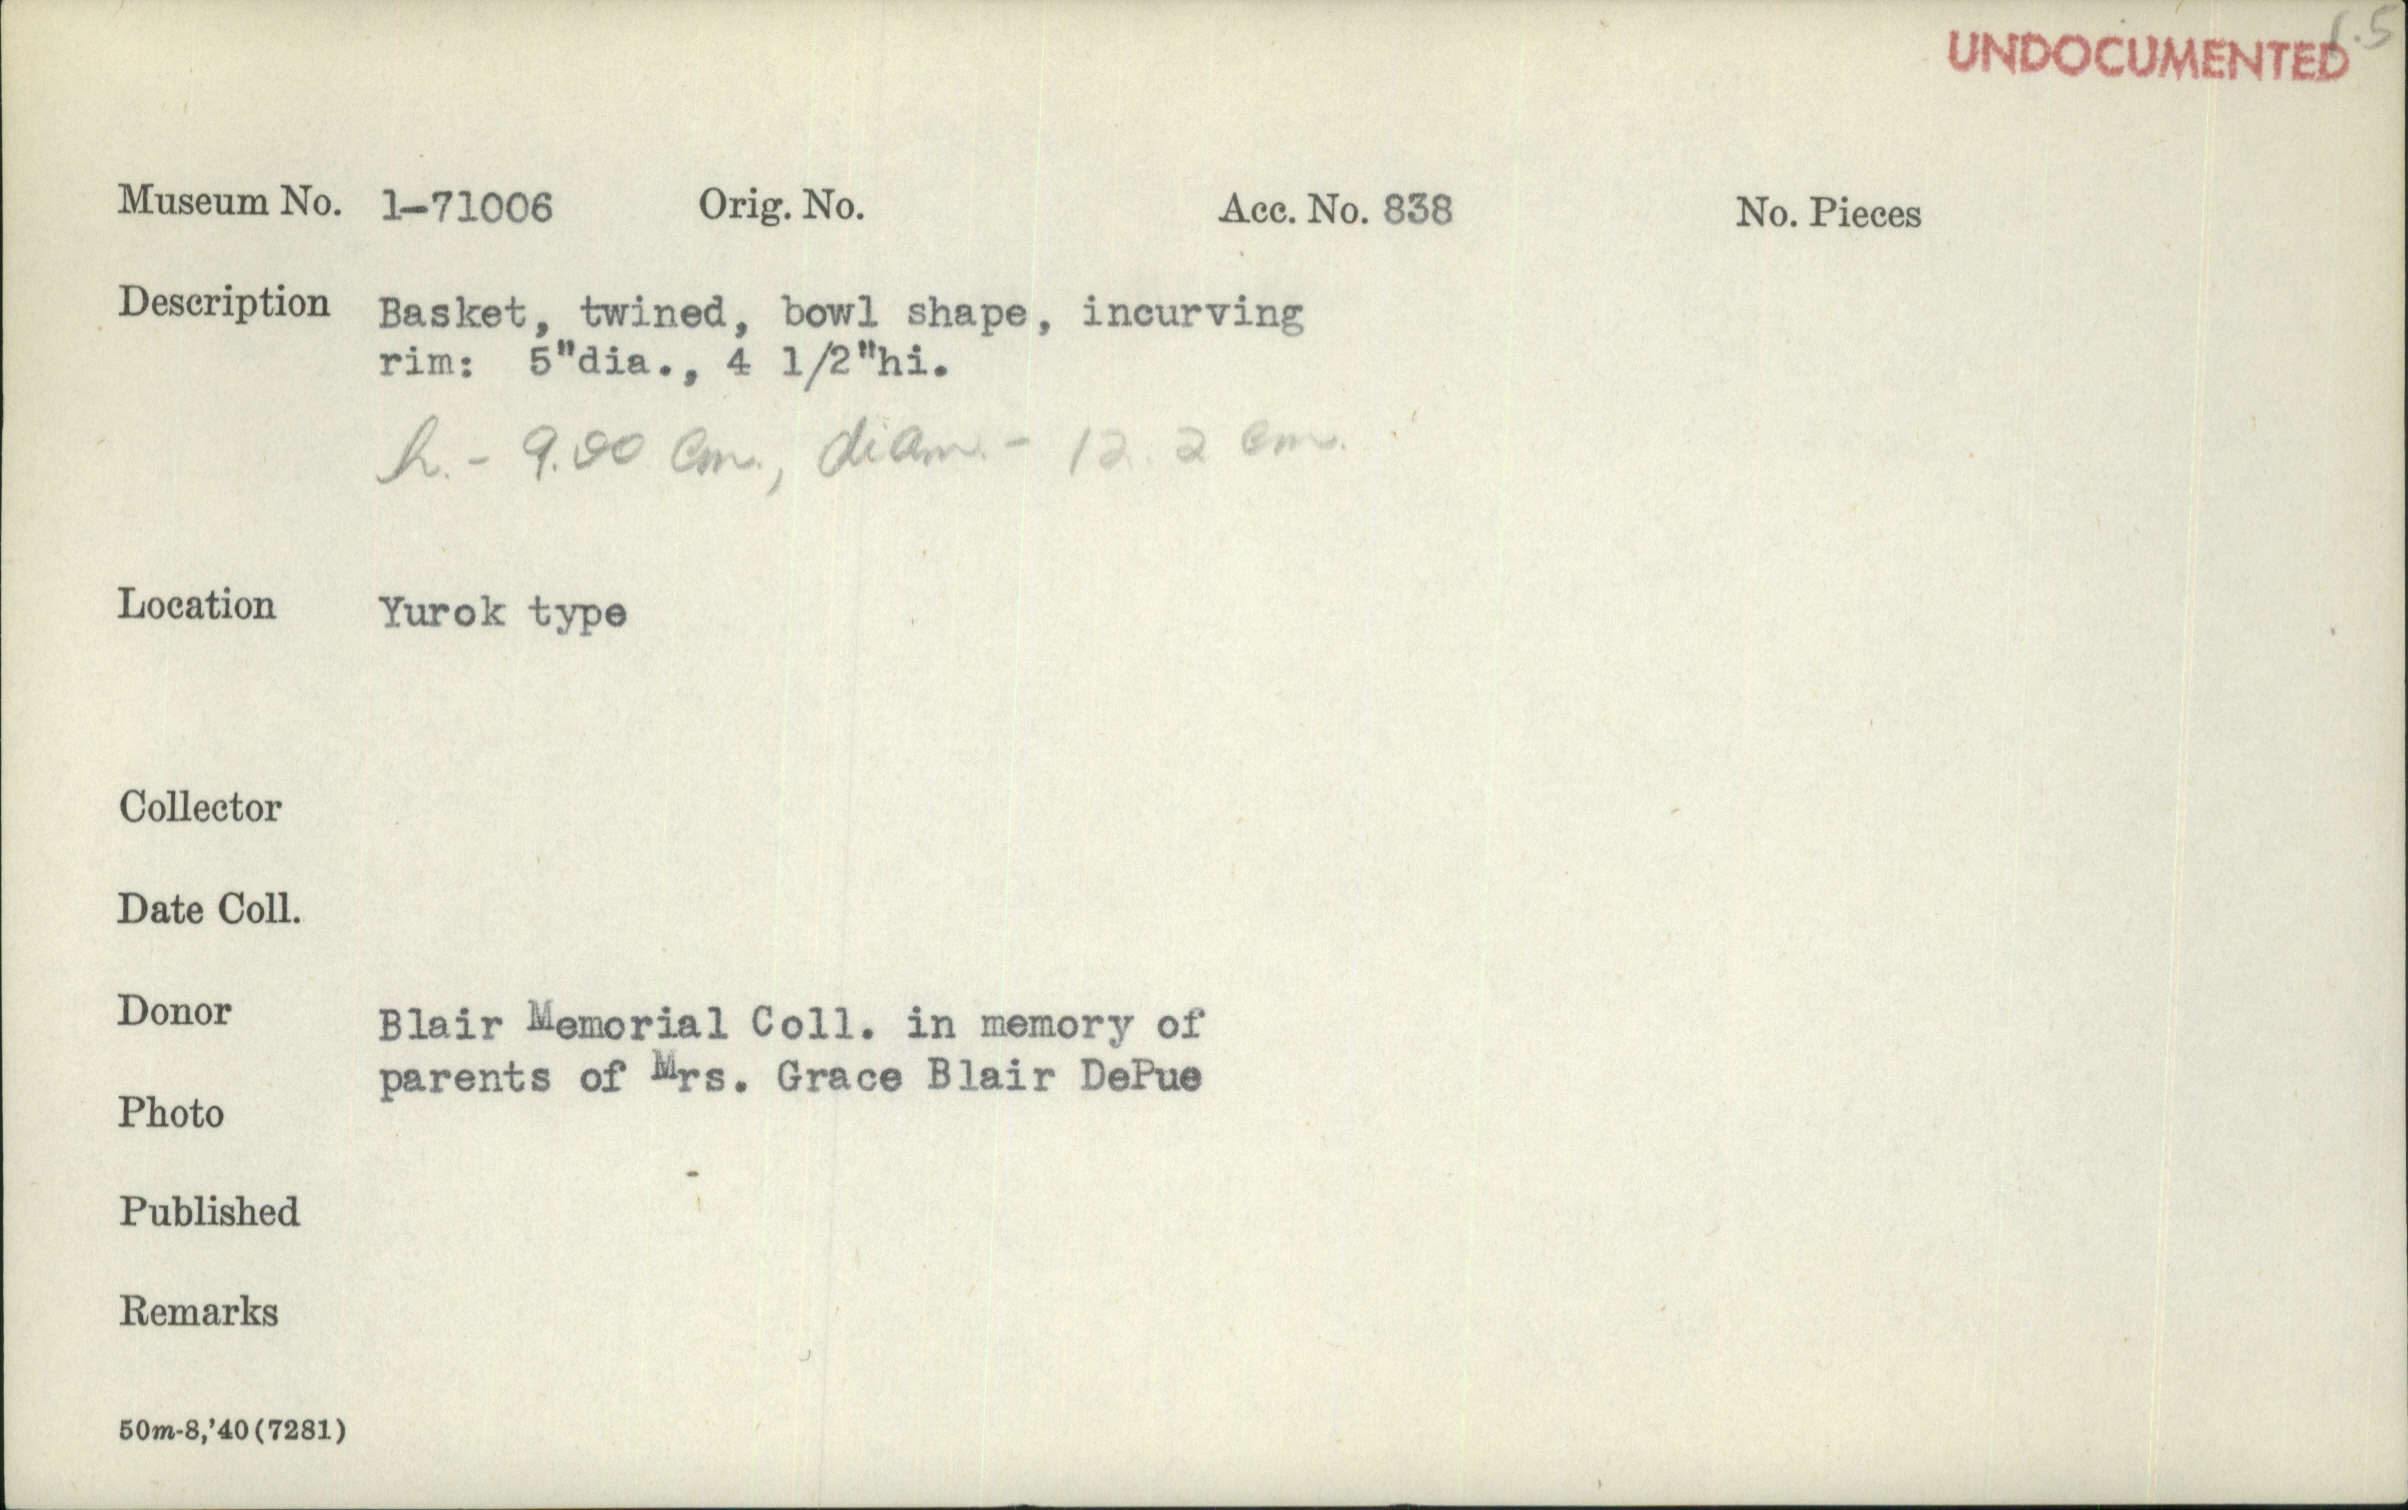 UNDOCUMENTED 1.5
Museum No. 1-71006 Orig. No. Acc. No. 838 No. Pieces
Description Basket, twined, bowl shape, incurving
rim: 5"dia., 4 1/2"hi.
h. - 9.90 cm., diam. - 12.2 cm.
Location Yurok type
Collector
Date Coll.
Donor Blair Memorial Coll. in memory of
parents of Mrs. Grace Blair DePue
Photo
Published
Remarks
50m-8,'40(7281)